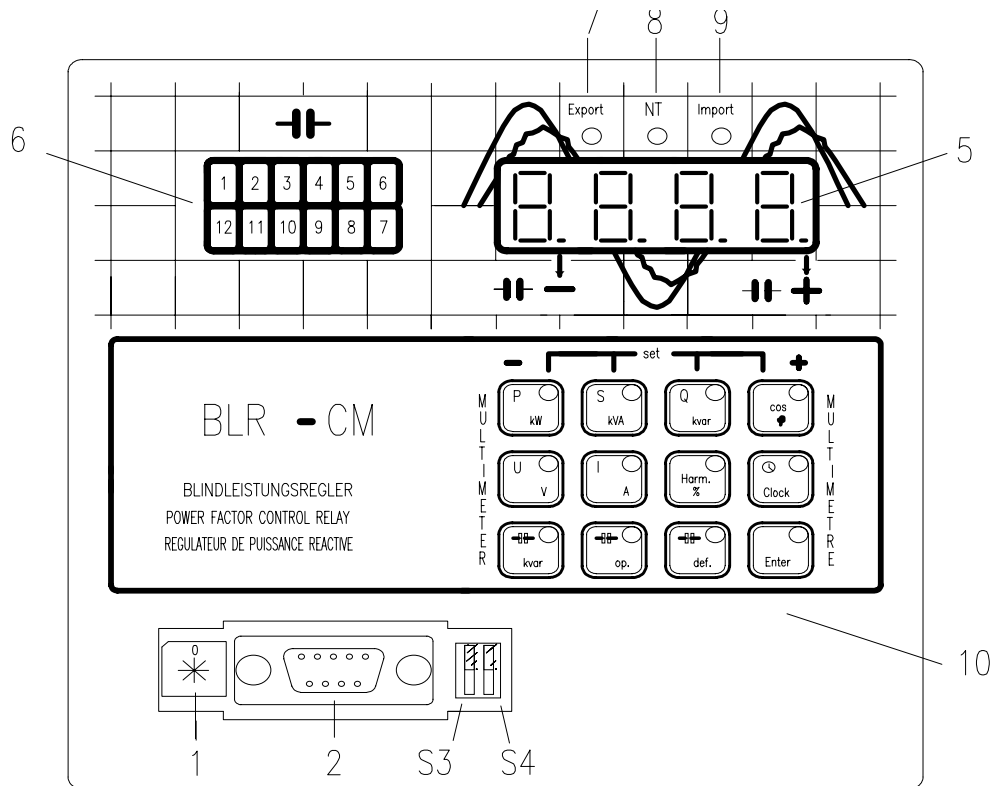 7 8 9
Export NT Import
6
5
1 2 3 4 5 6
12 11 10 9 8 7
8. 8. 8. 8.
- set +
MULTIMETER
P kW
S kVA
Q kvar
cos φ
MULTIMETRE
BLR - CM
U V
I A
Harm. %
Clock
BLINDLEISTUNGSREGLER
POWER FACTOR CONTROL RELAY
REGULATEUR DE PUISSANCE REACTIVE
kvar
op.
def.
Enter
10
0
1 2 S3 S4